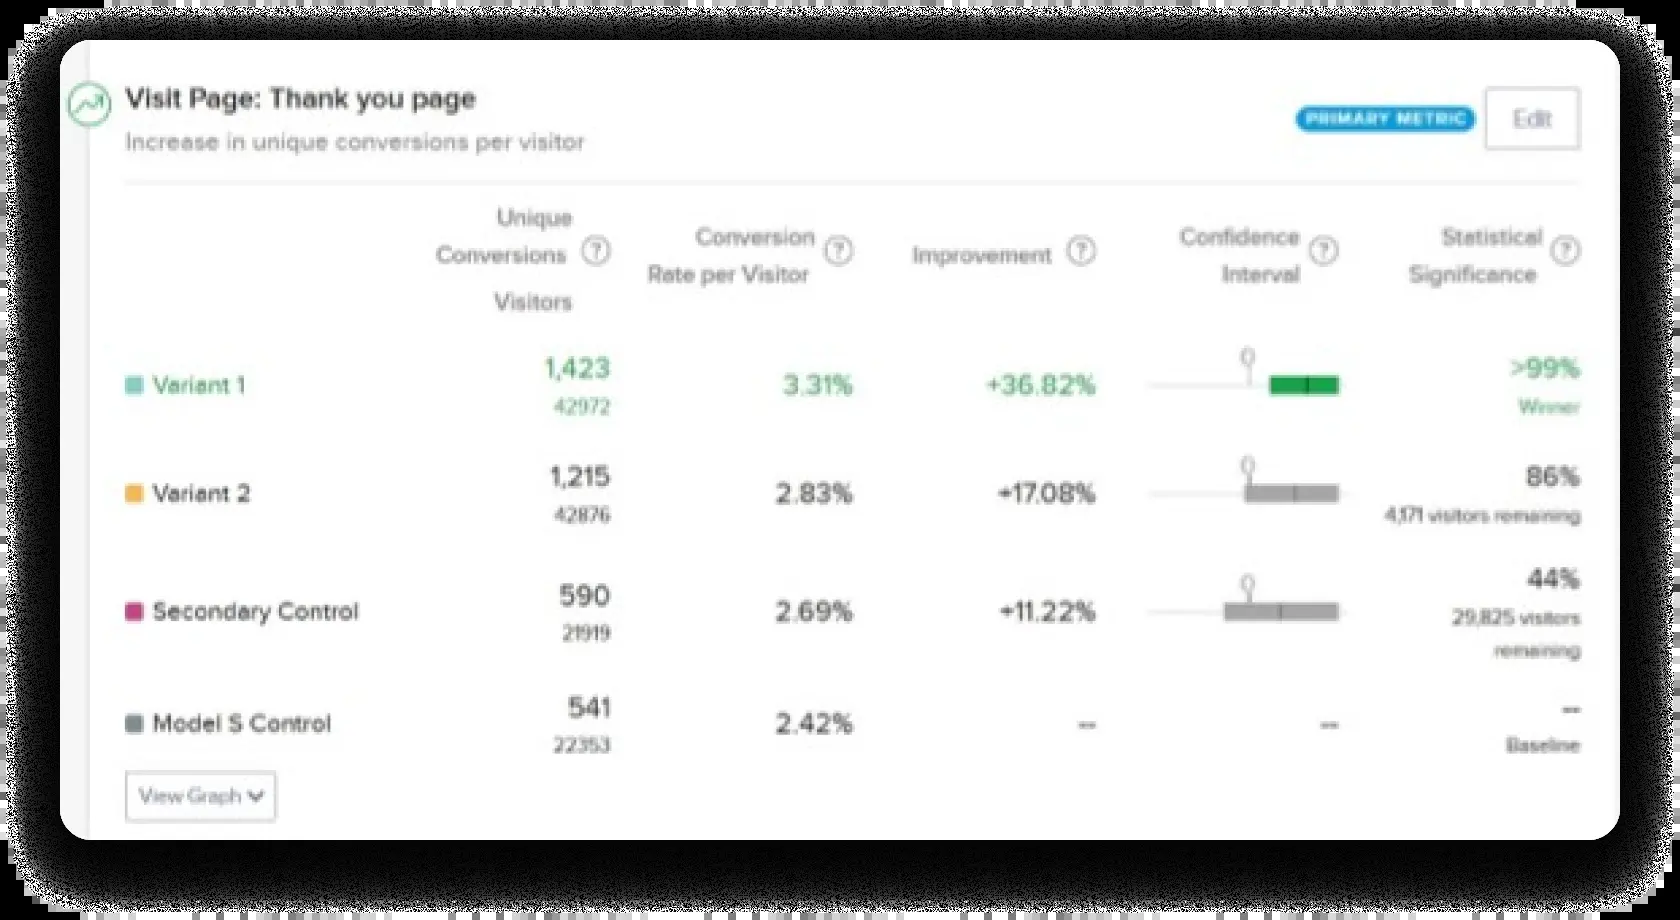 Visit Page: Thank you page
Increase in unique conversions per visitor
PRIMARY METRIC
Edit
Unique
Conversions ?
Visitors
Conversion
Rate per Visitor ?
Improvement ?
Confidence
Interval ?
Statistical
Significance ?
Variant 1
1,423
42972
3.31%
+36.82%
>99%
Winner
Variant 2
1,215
42876
2.83%
+17.08%
86%
4,171 visitors remaining
Secondary Control
590
21919
2.69%
+11.22%
44%
29,825 visitors
remaining
Model S Control
541
22353
2.42%
--
--
--
Baseline
View Graph